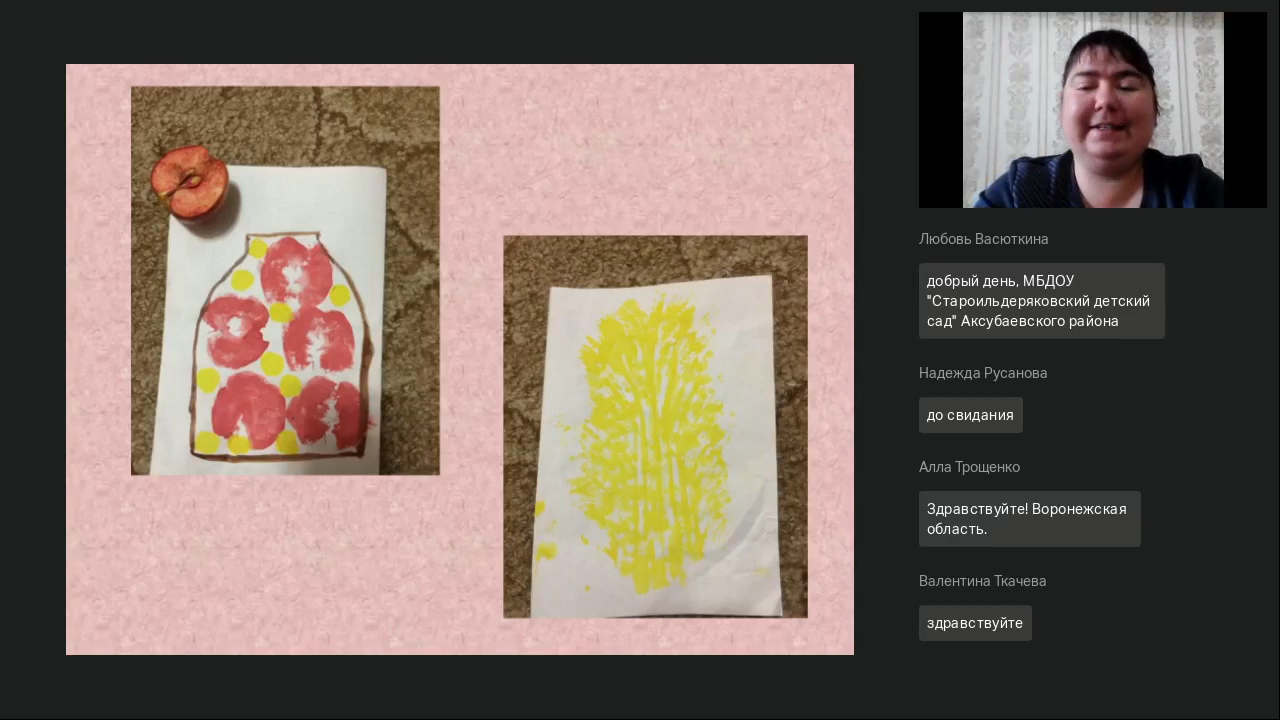 Любовь Васюткина
добрый день, МБДОУ
"Староильдеряковский детский
сад" Аксубаевского района
Надежда Русанова
до свидания
Алла Трощенко
Здравствуйте! Воронежская
область.
Валентина Ткачева
здравствуйте